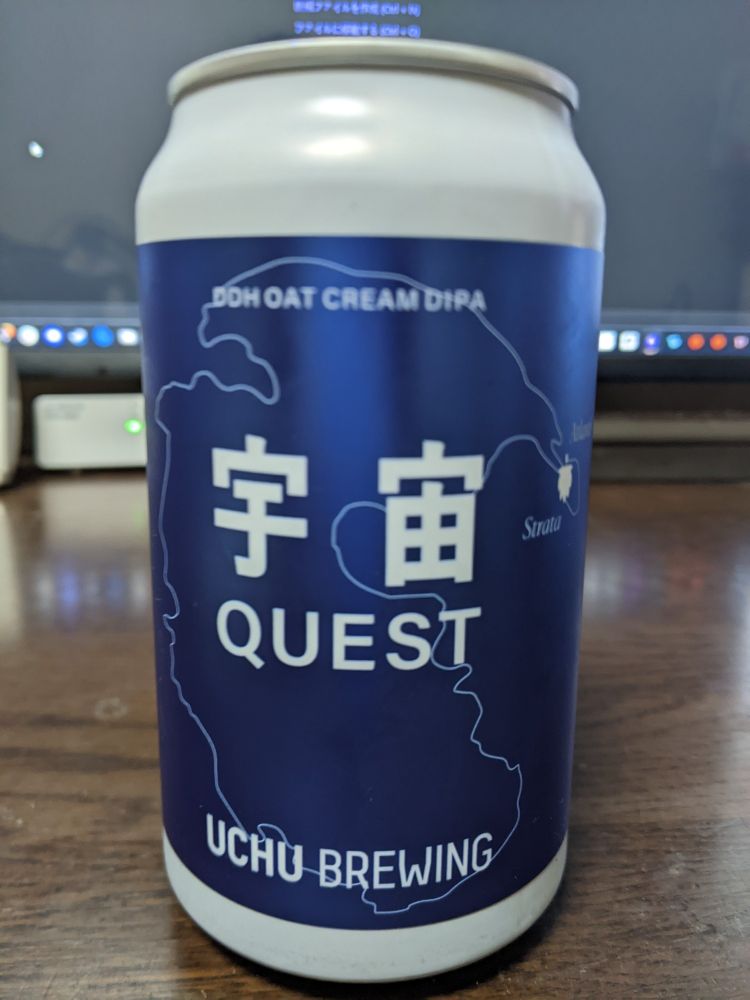 DDH OAT CREAM DIPA
宇宙
QUEST
Strata
UCHU BREWING